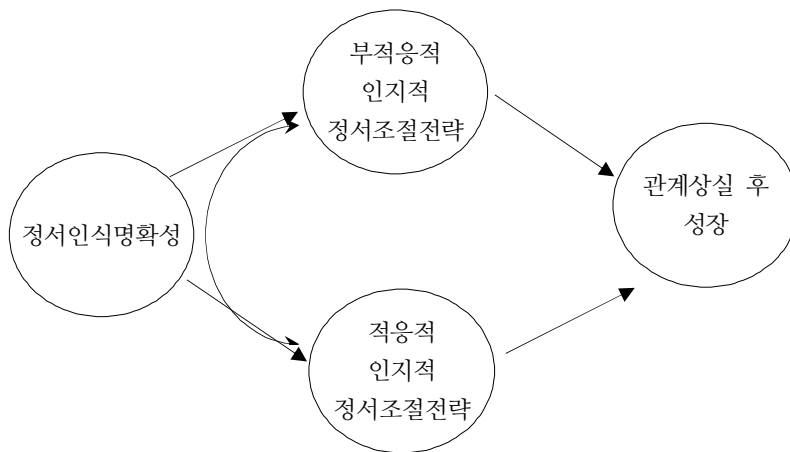 부적응적
인지적
정서조절전략
관계상실 후
성장
정서인식명확성
적응적
인지적
정서조절전략